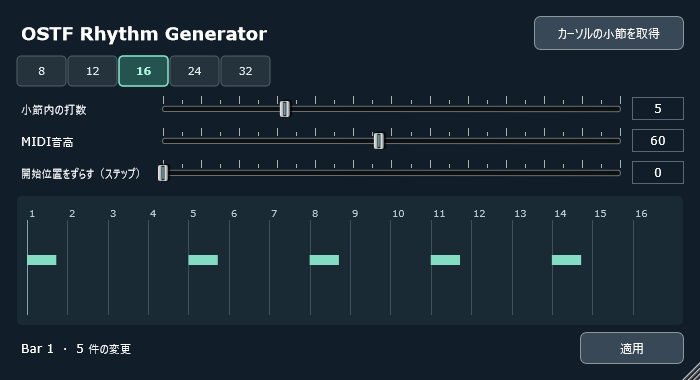 OSTF Rhythm Generator
カーソルの小節を取得
8 12 16 24 32
小節内の打数 5
MIDI音高 60
開始位置をずらす（ステップ） 0
1 2 3 4 5 6 7 8 9 10 11 12 13 14 15 16
Bar 1 · 5 件の変更
適用